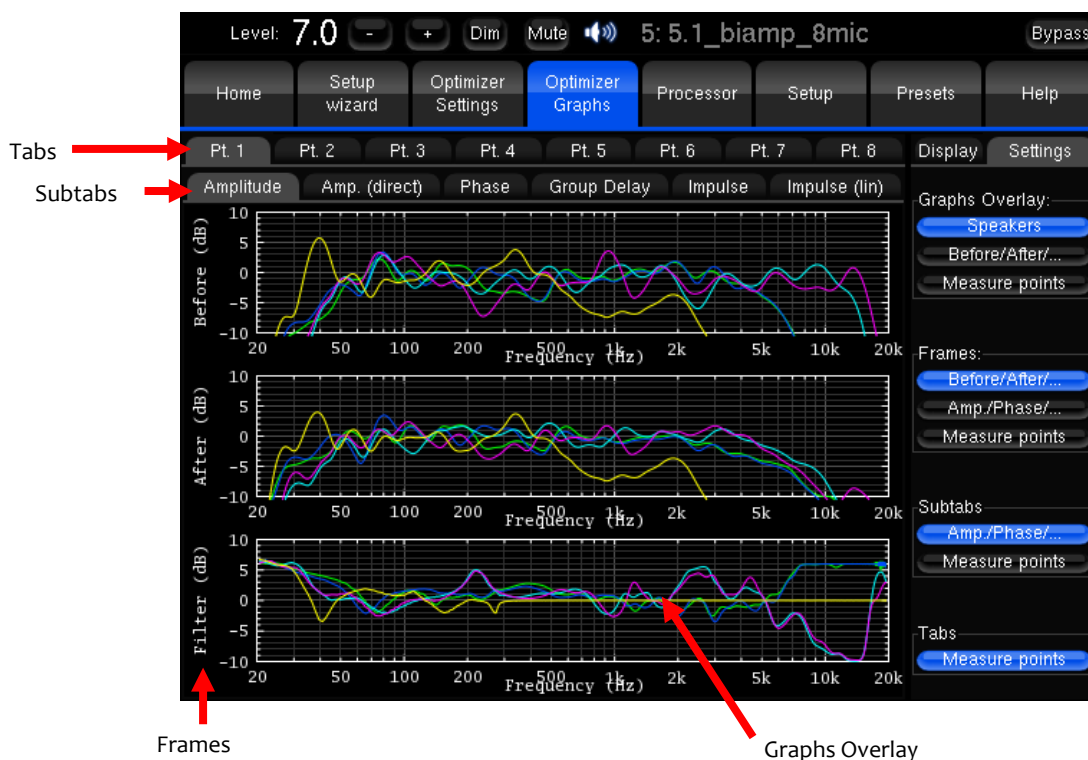 Level: 7.0 - + Dim Mute 5: 5.1_biamp_8mic Bypass
Home Setup wizard Optimizer Settings Optimizer Graphs Processor Setup Presets Help
Tabs
Pt. 1 Pt. 2 Pt. 3 Pt. 4 Pt. 5 Pt. 6 Pt. 7 Pt. 8 Display Settings
Subtabs
Amplitude Amp. (direct) Phase Group Delay Impulse Impulse (lin)
Before (dB)
10
5
0
-5
-10
20 50 100 200 500 1k 2k 5k 10k 20k
Frequency (Hz)
After (dB)
10
5
0
-5
-10
20 50 100 200 500 1k 2k 5k 10k 20k
Frequency (Hz)
Filter (dB)
10
5
0
-5
-10
20 50 100 200 500 1k 2k 5k 10k 20k
Frequency (Hz)
Graphs Overlay:
Speakers
Before/After/...
Measure points
Frames:
Before/After/...
Amp./Phase/...
Measure points
Subtabs
Amp./Phase/...
Measure points
Tabs
Measure points
Frames
Graphs Overlay